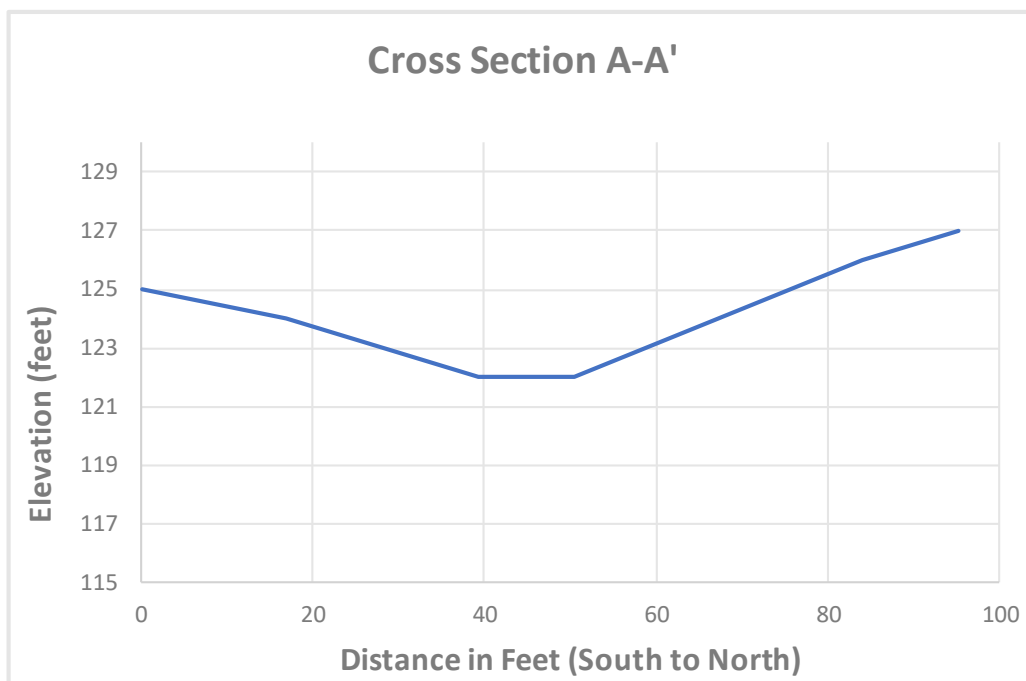 Cross Section A-A'
Elevation (feet)
129
127
125
123
121
119
117
115
0 20 40 60 80 100
Distance in Feet (South to North)